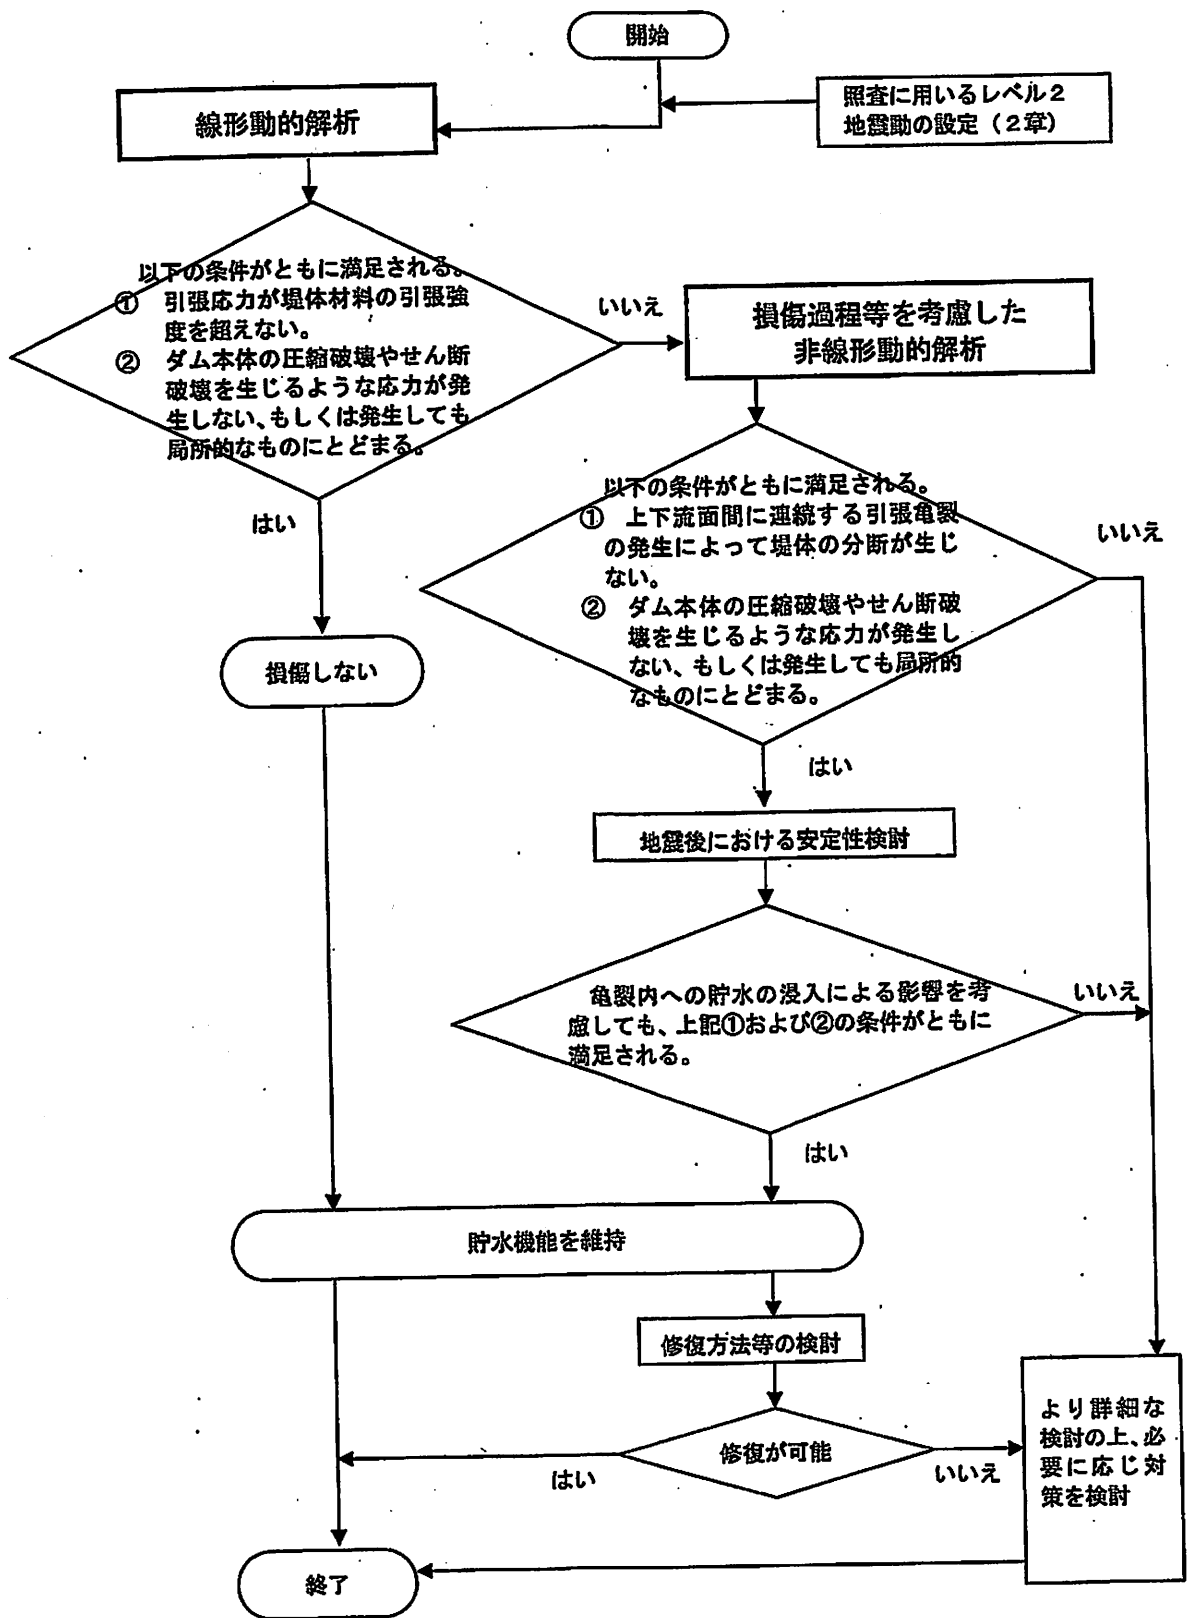 開始
照査に用いるレベル2
地震動の設定(2章)
線形動的解析
以下の条件がともに満足される。
① 引張応力が堤体材料の引張強
度を超えない。
② ダム本体の圧縮破壊やせん断
破壊を生じるような応力が発
生しない、もしくは発生しても
局所的なものにとどまる。
いいえ
損傷過程等を考慮した
非線形動的解析
はい
以下の条件がともに満足される。
① 上下流面間に連続する引張亀裂
の発生によって堤体の分断が生じ
ない。
② ダム本体の圧縮破壊やせん断破
壊を生じるような応力が発生し
ない、もしくは発生しても局所的
なものにとどまる。
いいえ
損傷しない
はい
地震後における安定性検討
亀裂内への貯水の浸入による影響を考
慮しても、上記①および②の条件がともに
満足される。
いいえ
はい
貯水機能を維持
修復方法等の検討
修復が可能
はい
いいえ
より詳細な
検討の上、必
要に応じ対
策を検討
終了